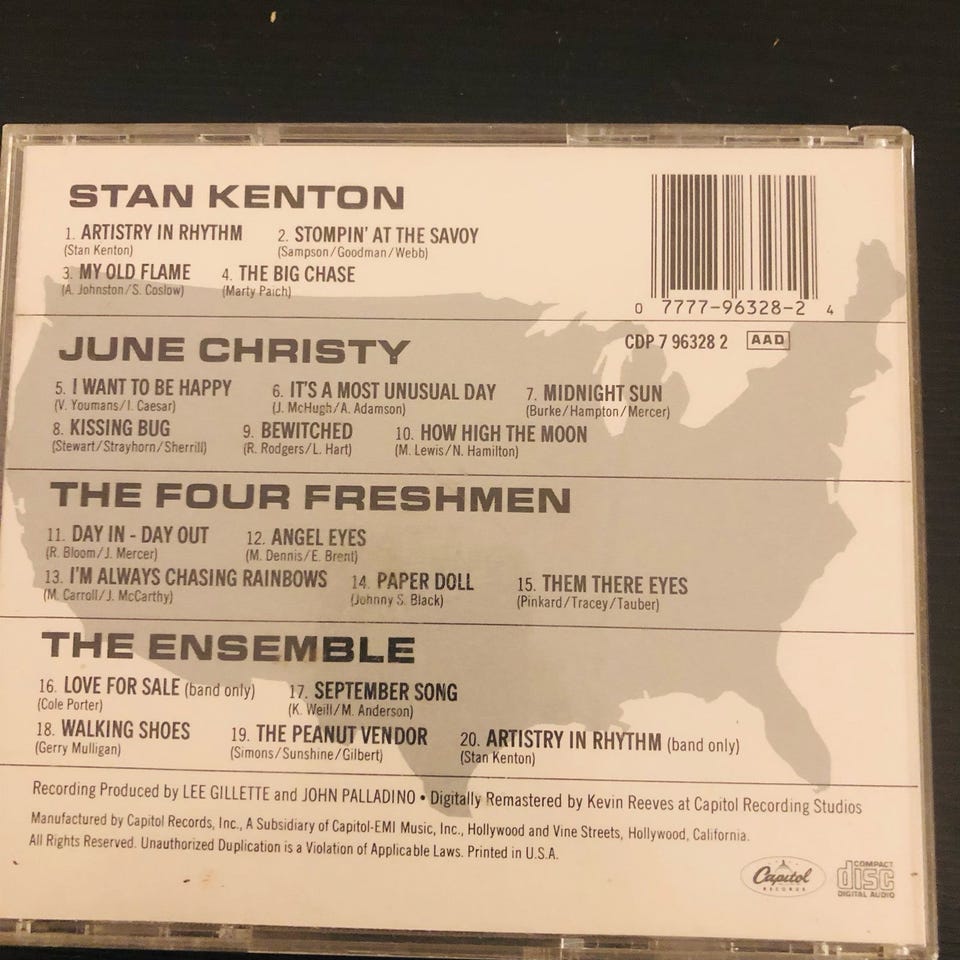 STAN KENTON
1. ARTISTRY IN RHYTHM 2. STOMPIN' AT THE SAVOY
(Stan Kenton) (Sampson/Goodman/Webb)
3. MY OLD FLAME 4. THE BIG CHASE
(A. Johnston/S. Coslow) (Marty Paich)
0 7777-96328-2 4
CDP 7 96328 2 AAD
JUNE CHRISTY
5. I WANT TO BE HAPPY 6. IT'S A MOST UNUSUAL DAY 7. MIDNIGHT SUN
(V. Youmans/I. Caesar) (J. McHugh/A. Adamson) (Burke/Hampton/Mercer)
8. KISSING BUG 9. BEWITCHED 10. HOW HIGH THE MOON
(Stewart/Strayhorn/Sherrill) (R. Rodgers/L. Hart) (M. Lewis/N. Hamilton)
THE FOUR FRESHMEN
11. DAY IN - DAY OUT 12. ANGEL EYES
(R. Bloom/J. Mercer) (M. Dennis/E. Brent)
13. I'M ALWAYS CHASING RAINBOWS 14. PAPER DOLL 15. THEM THERE EYES
(M. Carroll/J. McCarthy) (Johnny S. Black) (Pinkard/Tracey/Tauber)
THE ENSEMBLE
16. LOVE FOR SALE (band only) 17. SEPTEMBER SONG
(Cole Porter) (K. Weill/M. Anderson)
18. WALKING SHOES 19. THE PEANUT VENDOR 20. ARTISTRY IN RHYTHM (band only)
(Gerry Mulligan) (Simons/Sunshine/Gilbert) (Stan Kenton)
Recording Produced by LEE GILLETTE and JOHN PALLADINO • Digitally Remastered by Kevin Reeves at Capitol Recording Studios
Manufactured by Capitol Records, Inc., A Subsidiary of Capitol-EMI Music, Inc., Hollywood and Vine Streets, Hollywood, California.
All Rights Reserved. Unauthorized Duplication is a Violation of Applicable Laws. Printed in U.S.A.
Capitol
RECORDS
COMPACT
disc
DIGITAL AUDIO